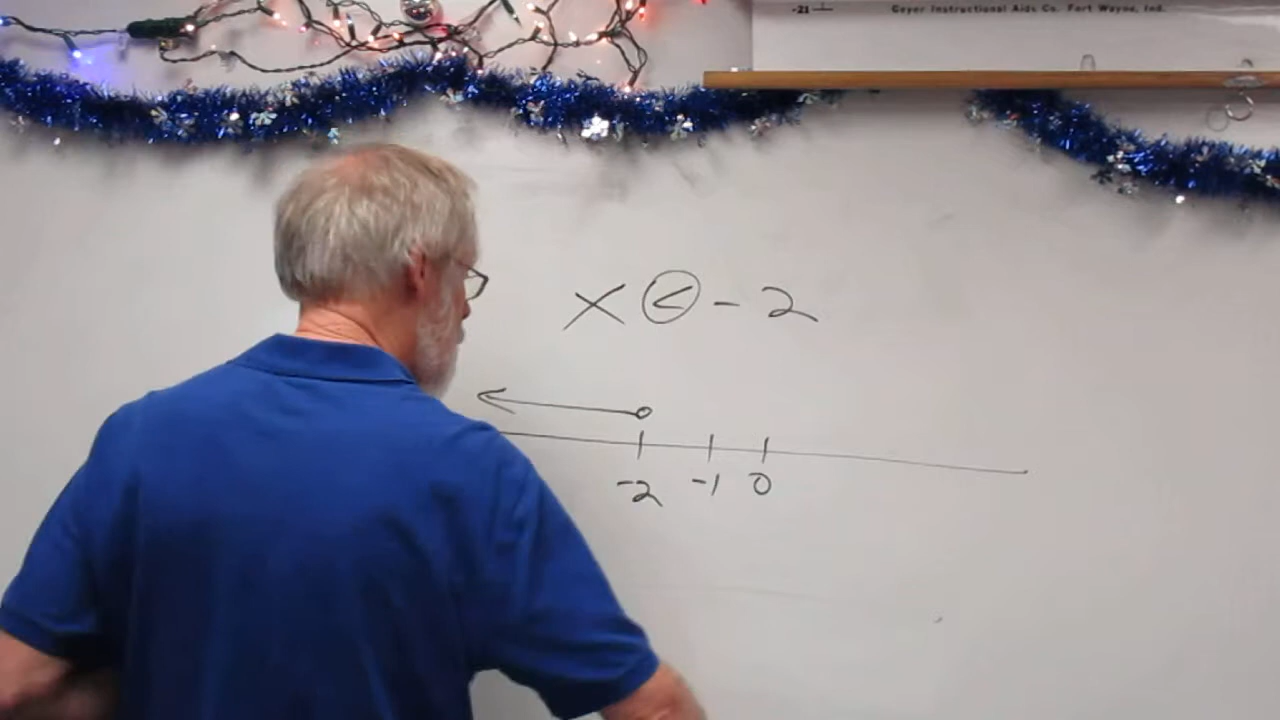 -21
Geyer Instructional Aids Co. Fort Wayne, Ind.
x < - 2
-2 -1 0